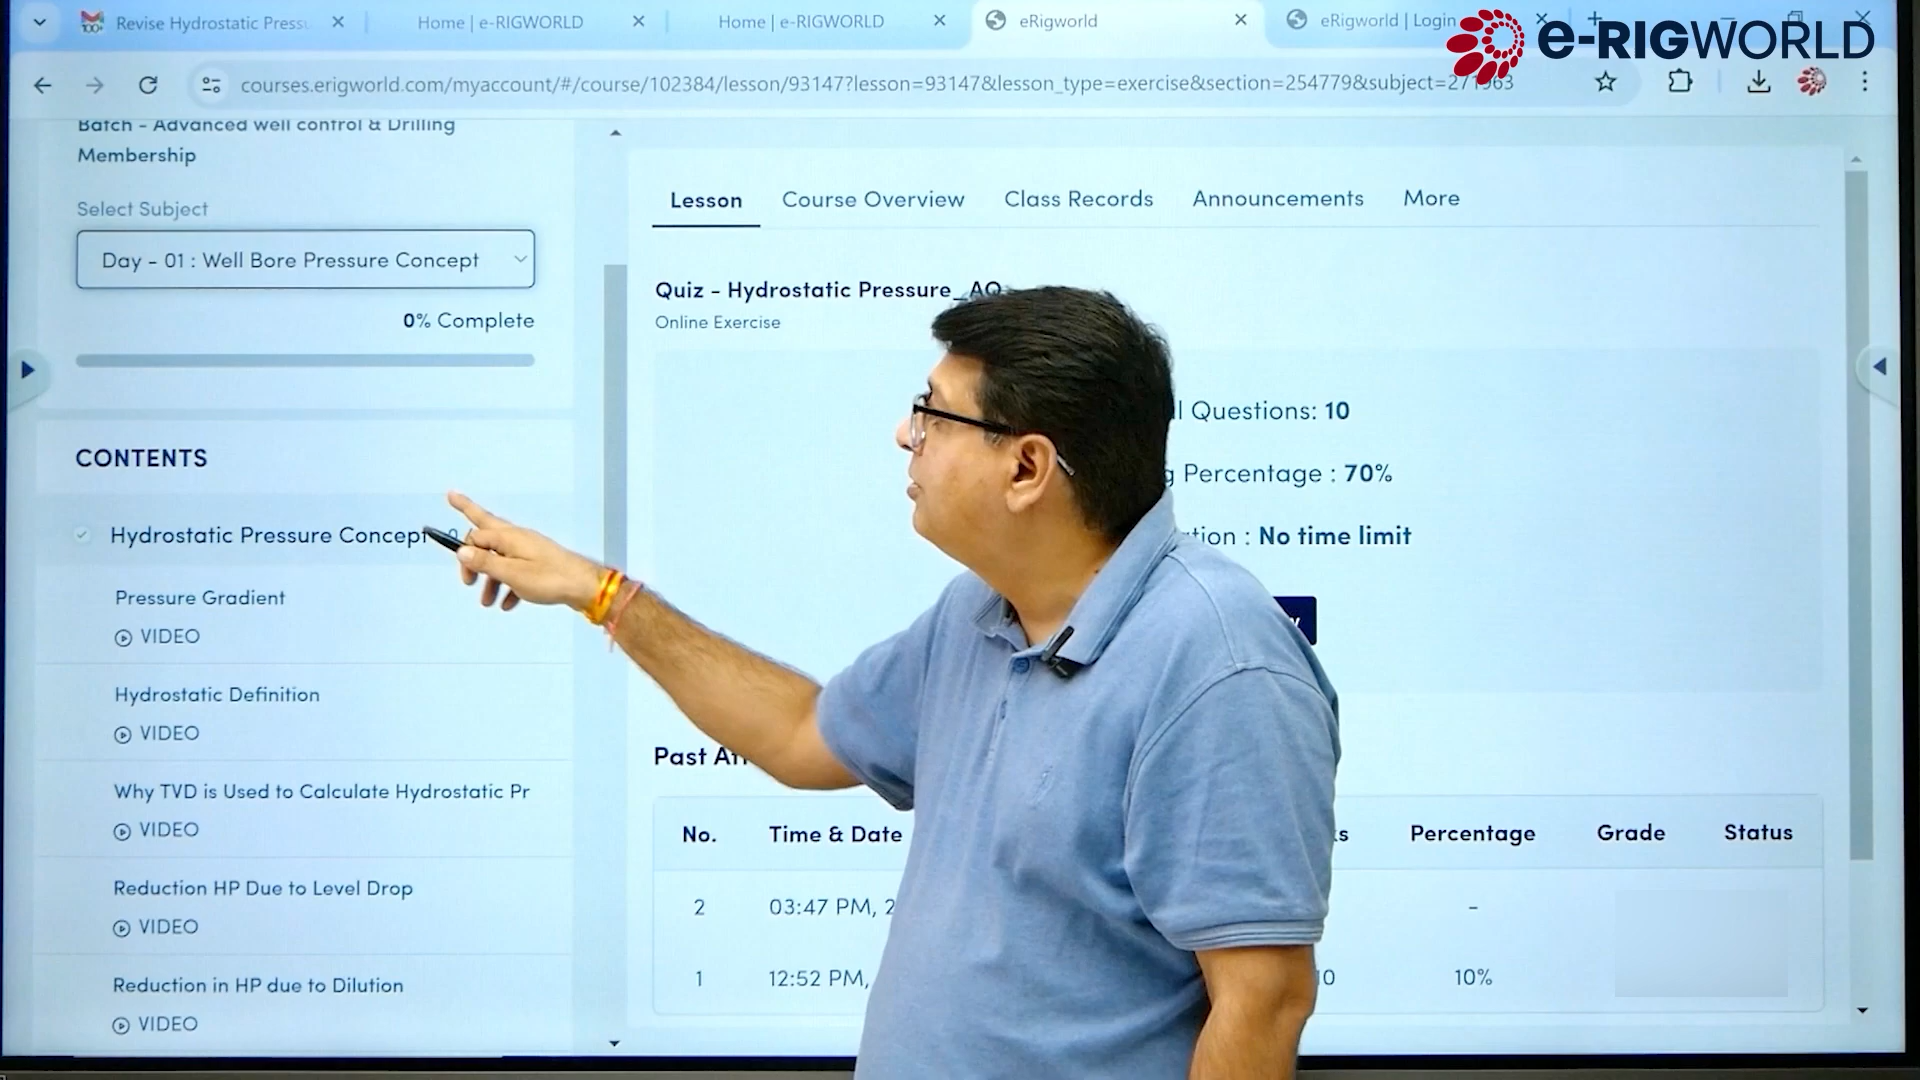 Revise Hydrostatic Press
Home | e-RIGWORLD
Home | e-RIGWORLD
eRigworld
eRigworld | Login
e-RIGWORLD
courses.erigworld.com/myaccount/#/course/102384/lesson/93147?lesson=93147&lesson_type=exercise&section=254779&subject=271963
Batch - Advanced well control & Drilling
Membership
Select Subject
Day - 01 : Well Bore Pressure Concept
0% Complete
CONTENTS
Hydrostatic Pressure Concept
Pressure Gradient
VIDEO
Hydrostatic Definition
VIDEO
Why TVD is Used to Calculate Hydrostatic Pr
VIDEO
Reduction HP Due to Level Drop
VIDEO
Reduction in HP due to Dilution
VIDEO
Lesson
Course Overview
Class Records
Announcements
More
Quiz - Hydrostatic Pressure_AQ
Online Exercise
l Questions: 10
g Percentage : 70%
tion : No time limit
Past
No. Time & Date Percentage Grade Status
2 03:47 PM, 2 -
1 12:52 PM, 10 10%